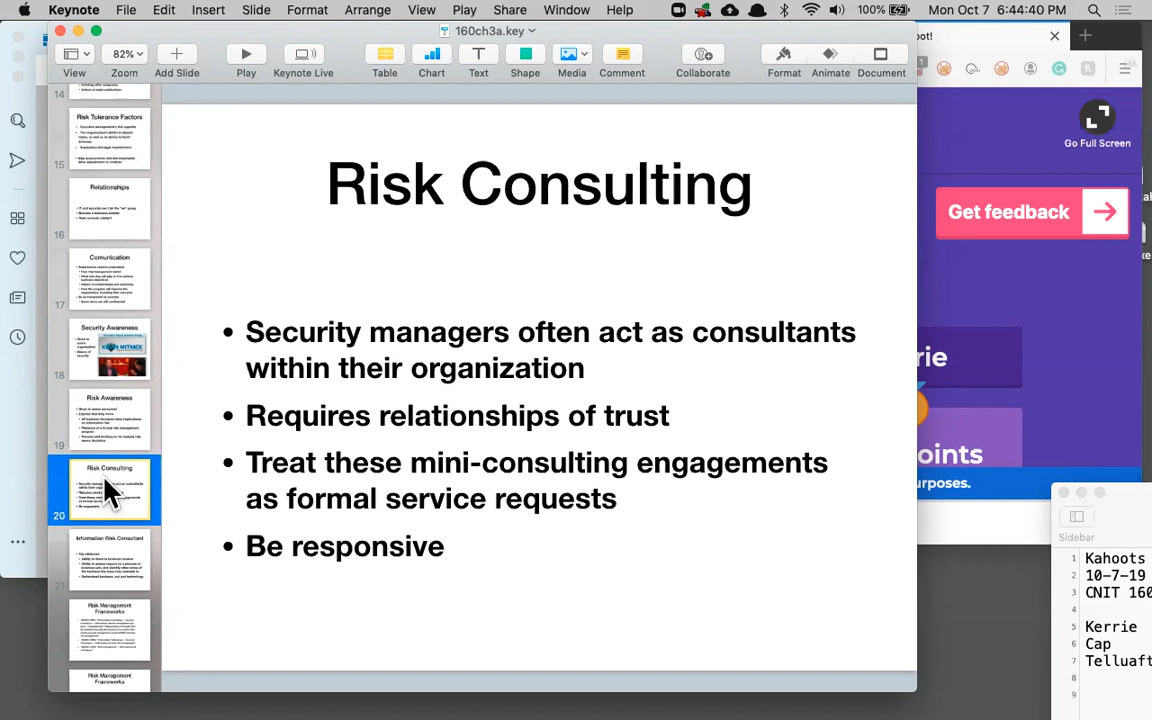 Keynote File Edit Insert Slide Format Arrange View Play Share Window Help 100% Mon Oct 7 6:44:40 PM
160ch3a.key
82%
View Zoom Add Slide Play Keynote Live Table Chart Text Shape Media Comment Collaborate Format Animate Document
14
Risk Tolerance Factors
15
Relationships
16
Comunication
17
Security Awareness
18
Risk Awareness
19
Risk Consulting
20
Information Risk Consultant
21
Risk Management
Frameworks
Risk Management
Frameworks
Risk Consulting
• Security managers often act as consultants
within their organization
• Requires relationships of trust
• Treat these mini-consulting engagements
as formal service requests
• Be responsive
oot!
Go Full Screen
Get feedback
rie
oints
urposes.
Sidebar
1 Kahoots
2 10-7-19
3 CNIT 160
4
5 Kerrie
6 Cap
7 Telluaft
8
9